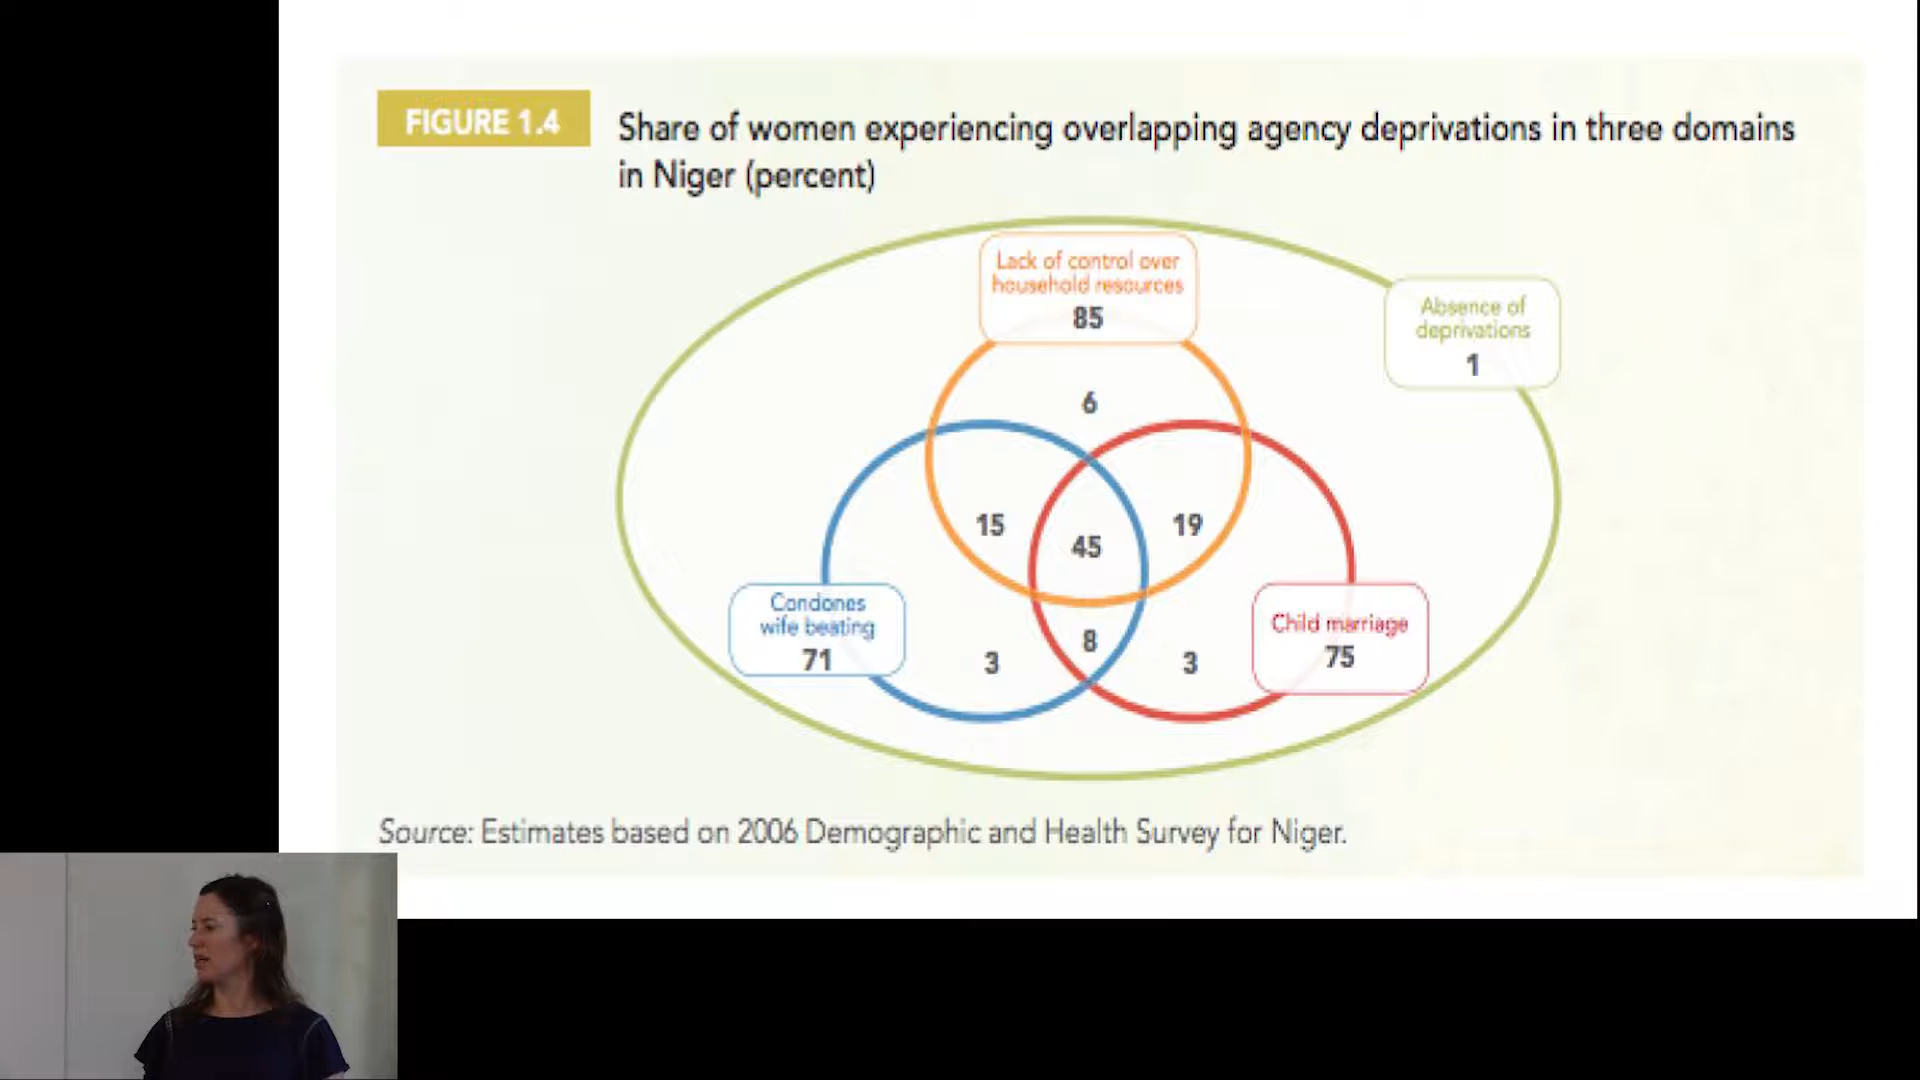 FIGURE 1.4
Share of women experiencing overlapping agency deprivations in three domains
in Niger (percent)
Lack of control over
household resources
85
Absence of
deprivations
1
6
15
45
19
Condones
wife beating
71
Child marriage
75
3
8
3
Source: Estimates based on 2006 Demographic and Health Survey for Niger.